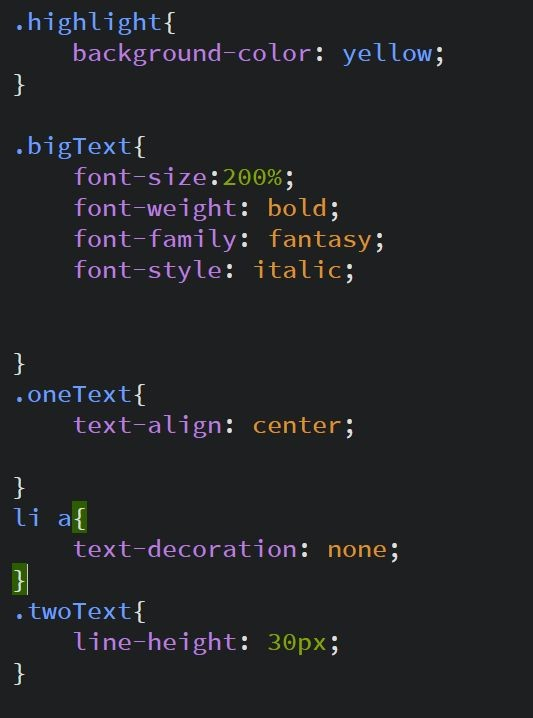 .highlight{
    background-color: yellow;
}

.bigText{
    font-size:200%;
    font-weight: bold;
    font-family: fantasy;
    font-style: italic;


}
.oneText{
    text-align: center;

}
li a{
    text-decoration: none;
}
.twoText{
    line-height: 30px;
}